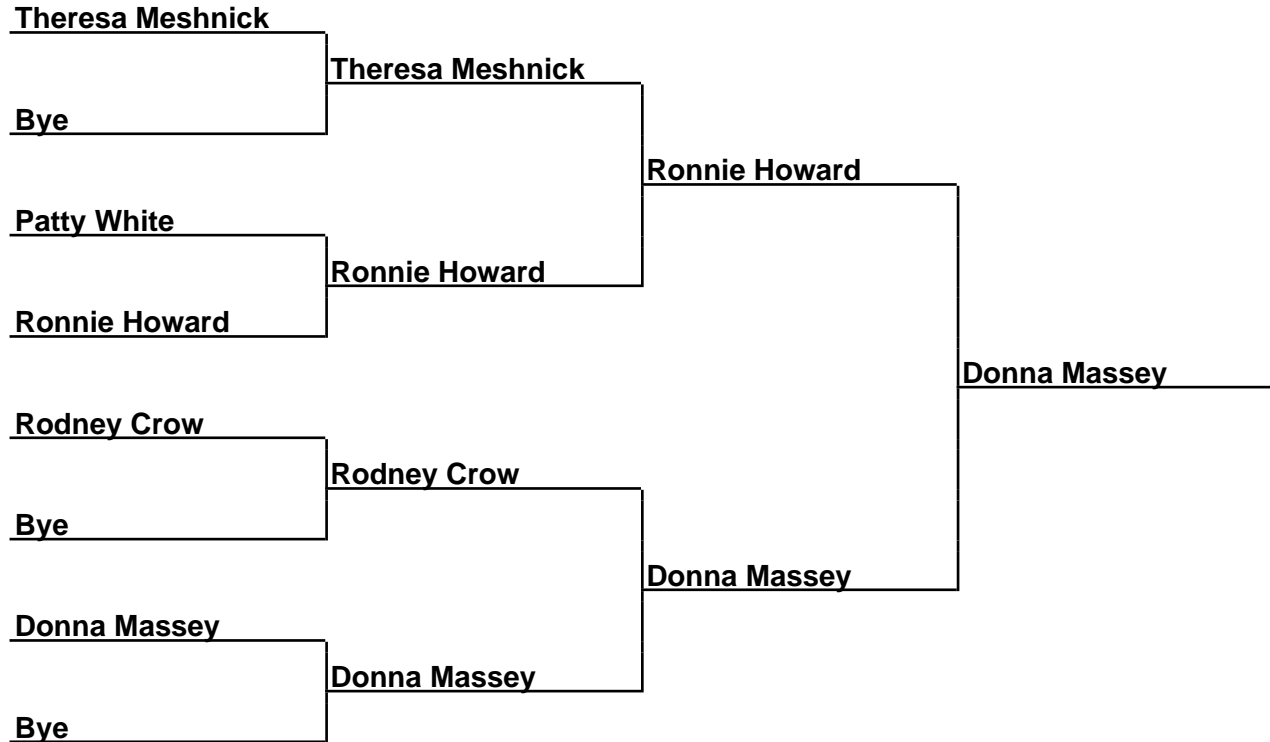 Theresa Meshnick
Theresa Meshnick
Bye
Ronnie Howard
Patty White
Ronnie Howard
Ronnie Howard
Donna Massey
Rodney Crow
Rodney Crow
Bye
Donna Massey
Donna Massey
Donna Massey
Bye